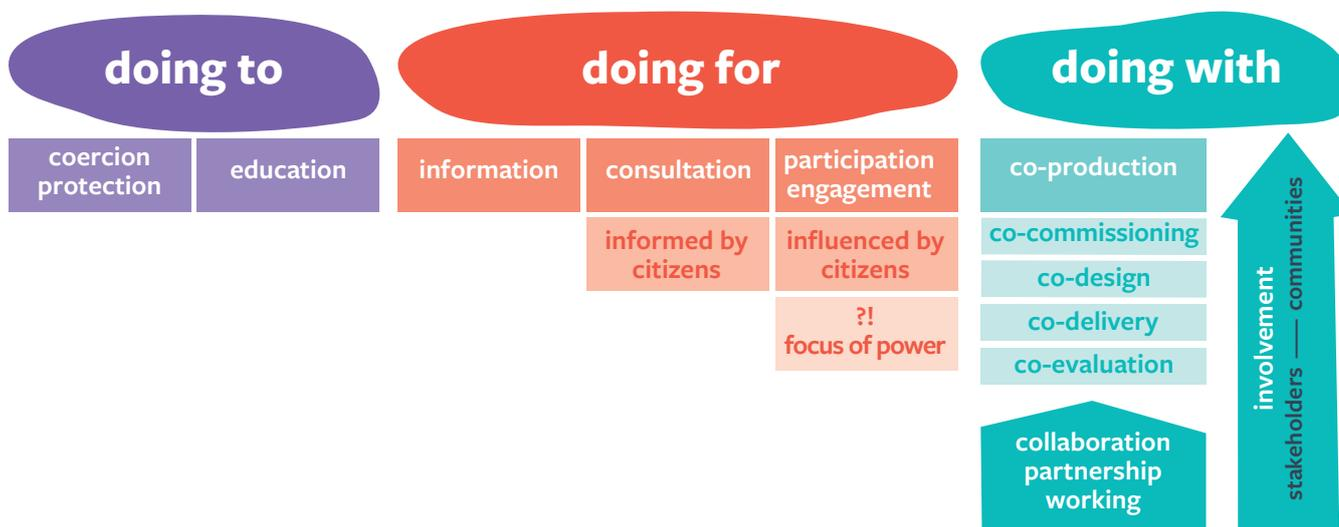 doing to
doing for
doing with
coercion
protection
education
information
consultation
participation
engagement
co-production
informed by
citizens
influenced by
citizens
?!
focus of power
co-commissioning
co-design
co-delivery
co-evaluation
collaboration
partnership
working
involvement
stakeholders —— communities